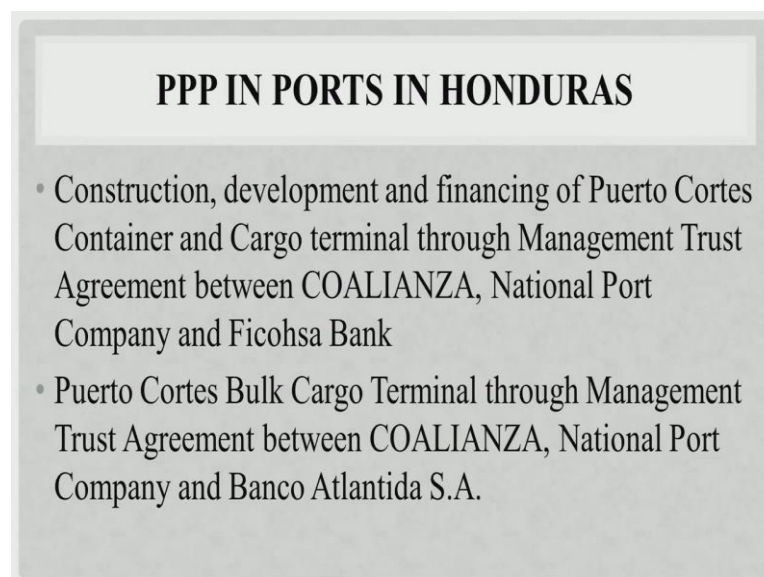 PPP IN PORTS IN HONDURAS
• Construction, development and financing of Puerto Cortes
Container and Cargo terminal through Management Trust
Agreement between COALIANZA, National Port
Company and Ficohsa Bank
• Puerto Cortes Bulk Cargo Terminal through Management
Trust Agreement between COALIANZA, National Port
Company and Banco Atlantida S.A.